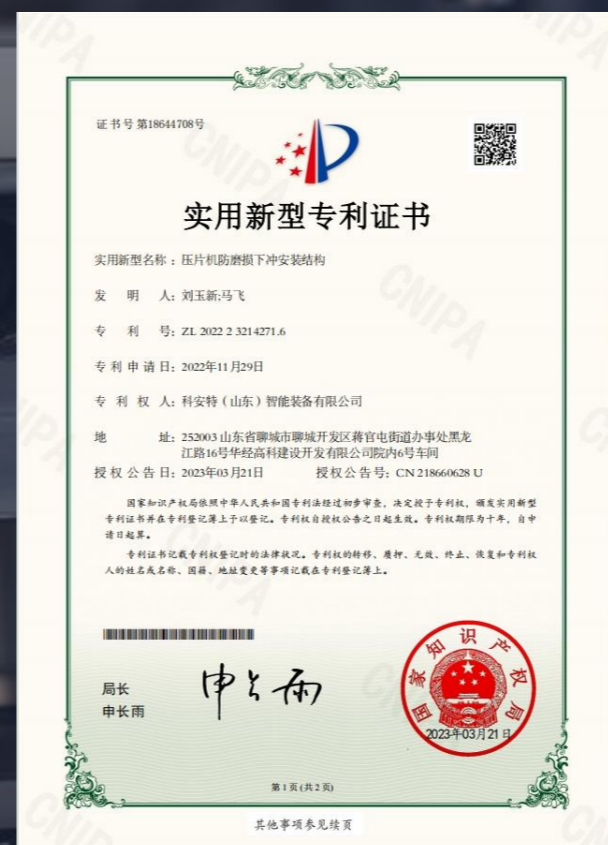 证书号第18644708号
实用新型专利证书
实用新型名称：压片机防磨损下冲安装结构
发明人：刘玉新;马飞
专利号：ZL 2022 2 3214271.6
专利申请日：2022年11月29日
专利权人：科安特（山东）智能装备有限公司
地址：252003 山东省聊城市聊城开发区蒋官屯街道办事处黑龙
江路16号华经高科建设开发有限公司院内6号车间
授权公告日：2023年03月21日 授权公告号：CN 218660628 U
国家知识产权局依照中华人民共和国专利法经过初步审查，决定授予专利权，颁发实用新型
专利证书并在专利登记簿上予以登记。专利权自授权公告之日起生效。专利权期限为十年，自申
请日起算。
专利证书记载专利权登记时的法律状况。专利权的转移、质押、无效、终止、恢复和专利权
人的姓名或名称、国籍、地址变更等事项记载在专利登记簿上。
局长
申长雨
申长雨
国家知识产权局
2023年03月21日
第1页(共2页)
其他事项参见续页
CNIPA